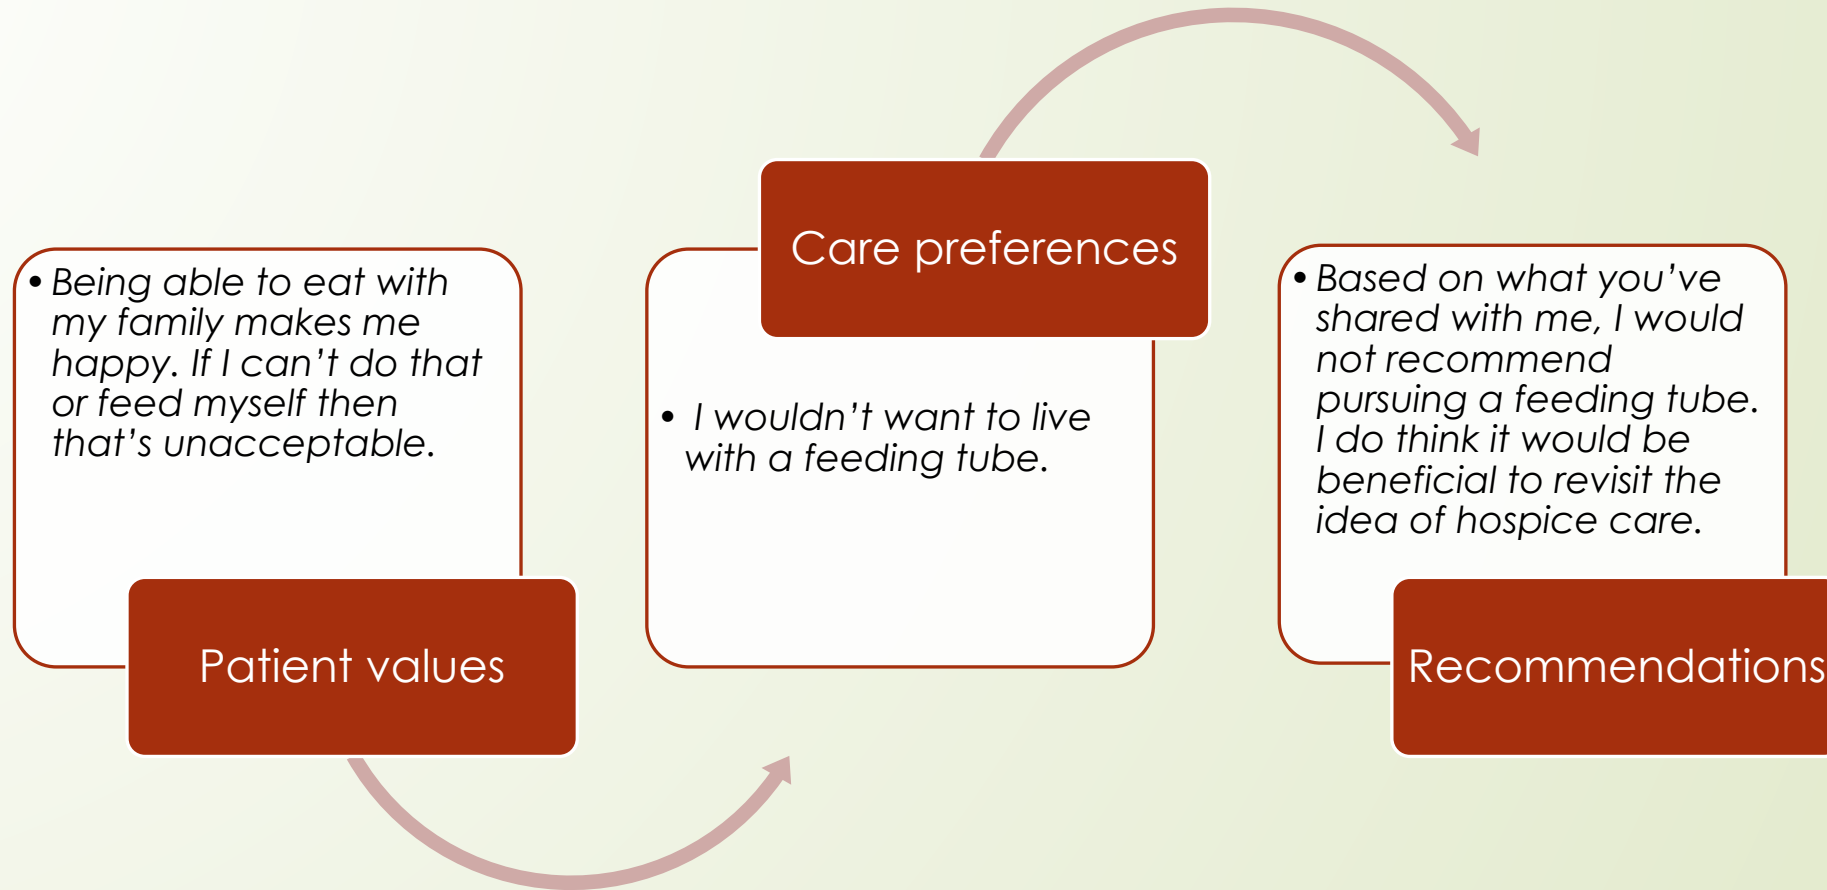 • Being able to eat with
my family makes me
happy. If I can’t do that
or feed myself then
that’s unacceptable.
Patient values
Care preferences
• I wouldn’t want to live
with a feeding tube.
• Based on what you’ve
shared with me, I would
not recommend
pursuing a feeding tube.
I do think it would be
beneficial to revisit the
idea of hospice care.
Recommendations